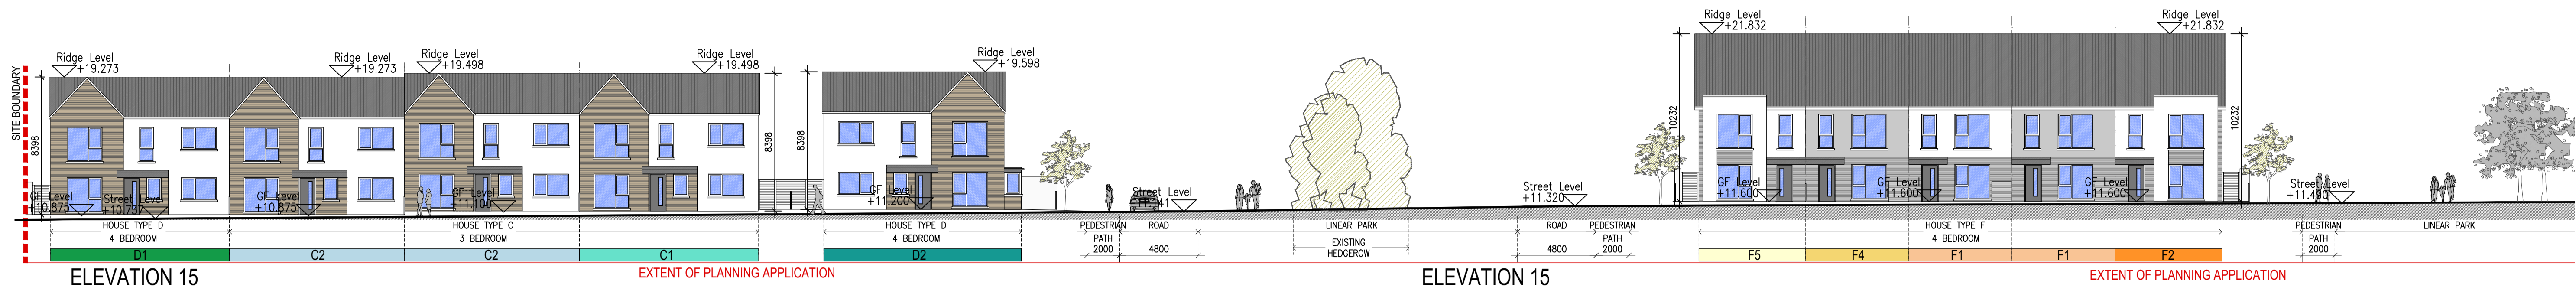 SITE BOUNDARY
Ridge Level
+19.273
Ridge Level
+19.273
Ridge Level
+19.498
Ridge Level
+19.498
Ridge Level
+19.598
Ridge Level
+21.832
Ridge Level
+21.832
8398
8398
8398
10232
10232
GF Level
+10.875
Street Level
+10.737
GF Level
+10.875
GF Level
+11.100
GF Level
+11.200
Street Level
Street Level
+11.320
GF Level
+11.600
GF Level
+11.600
GF Level
+11.600
Street Level
+11.490
HOUSE TYPE D
4 BEDROOM
HOUSE TYPE C
3 BEDROOM
HOUSE TYPE D
4 BEDROOM
PEDESTRIAN
PATH
2000
ROAD
4800
LINEAR PARK
EXISTING
HEDGEROW
ROAD
4800
PEDESTRIAN
PATH
2000
HOUSE TYPE F
4 BEDROOM
PEDESTRIAN
PATH
2000
LINEAR PARK
D1
C2
C2
C1
D2
F5
F4
F1
F1
F2
ELEVATION 15
EXTENT OF PLANNING APPLICATION
ELEVATION 15
EXTENT OF PLANNING APPLICATION